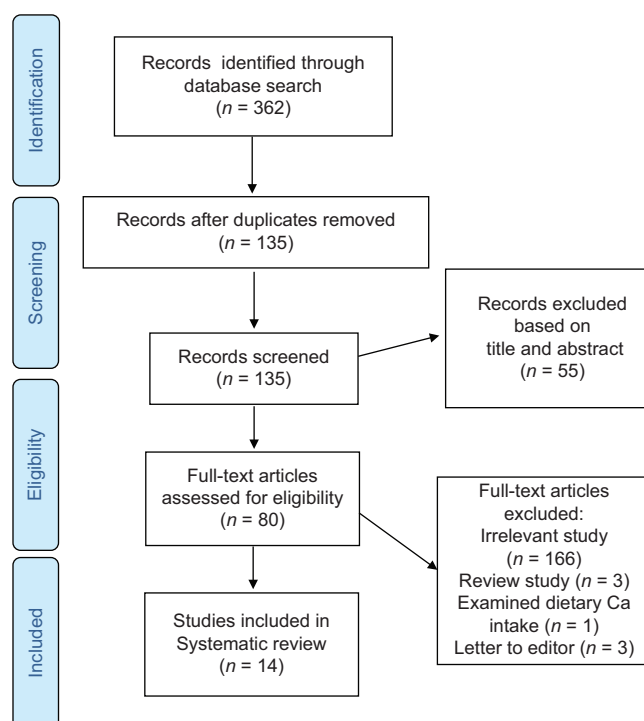 Identification
Records identified through
database search
(n = 362)
Screening
Records after duplicates removed
(n = 135)
Records screened
(n = 135)
Records excluded
based on
title and abstract
(n = 55)
Eligibility
Full-text articles
assessed for eligibility
(n = 80)
Full-text articles
excluded:
Irrelevant study
(n = 166)
Review study (n = 3)
Examined dietary Ca
intake (n = 1)
Letter to editor (n = 3)
Included
Studies included in
Systematic review
(n = 14)